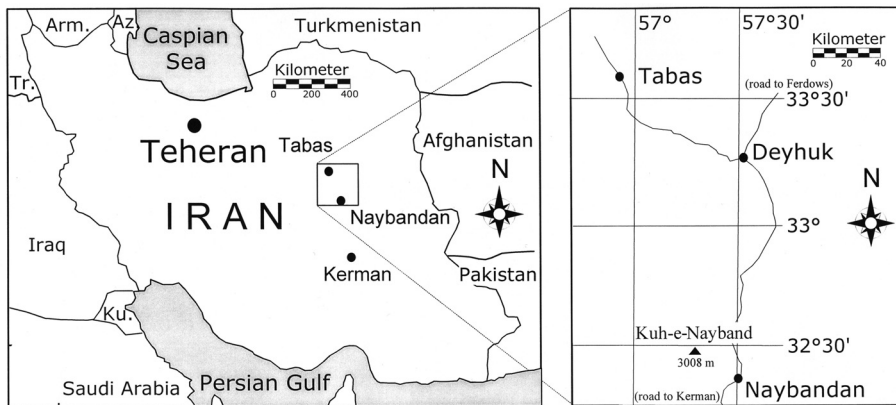 Arm.
Az.
Caspian
Sea
Turkmenistan
Tr.
Kilometer
0 200 400
Teheran
Tabas
Afghanistan
N
IRAN
Naybandan
Iraq
Kerman
Pakistan
Ku.
Saudi Arabia
Persian Gulf
57°
57°30'
Kilometer
0 20 40
Tabas
(road to Ferdows)
33°30'
Deyhuk
N
33°
Kuh-e-Nayband
3008 m
32°30'
Naybandan
(road to Kerman)